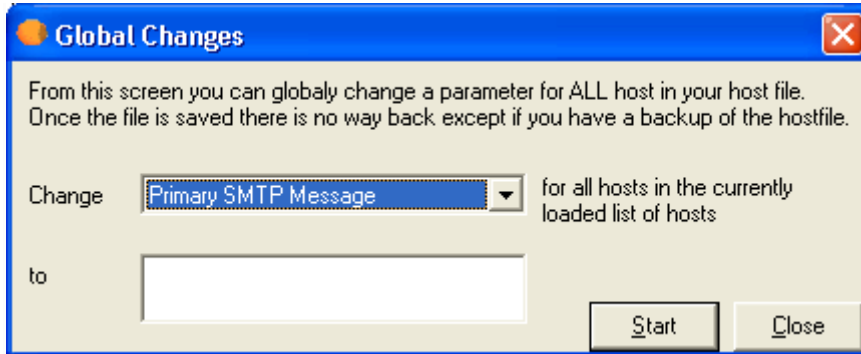 Global Changes
From this screen you can globaly change a parameter for ALL host in your host file.
Once the file is saved there is no way back except if you have a backup of the hostfile.
Change Primary SMTP Message for all hosts in the currently
loaded list of hosts
to
Start Close